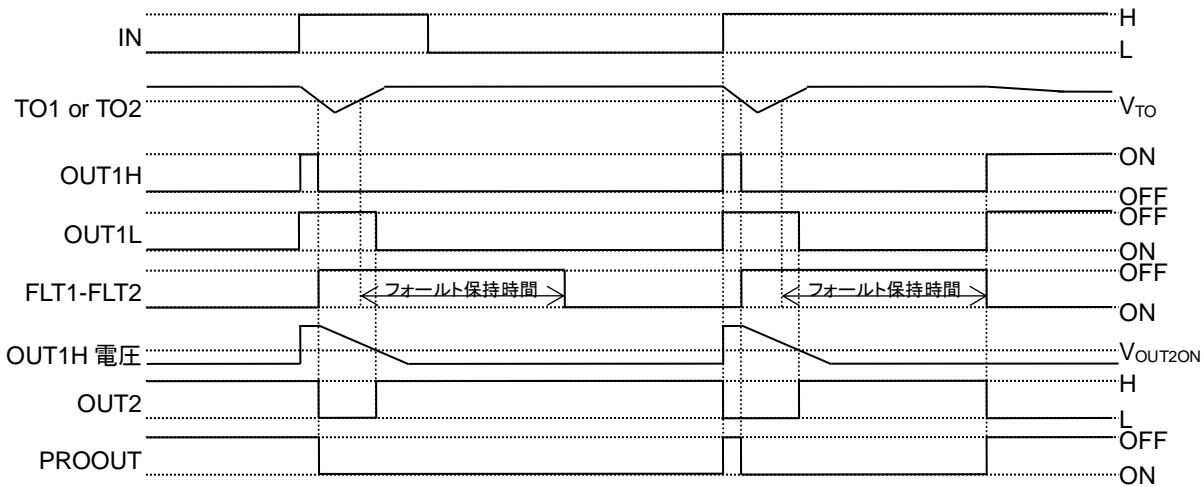 IN
H
L
TO1 or TO2
VTO
OUT1H
ON
OFF
OUT1L
OFF
ON
FLT1-FLT2
フォールト保持時間
フォールト保持時間
OFF
ON
OUT1H 電圧
VOUT2ON
OUT2
H
L
PROOUT
OFF
ON